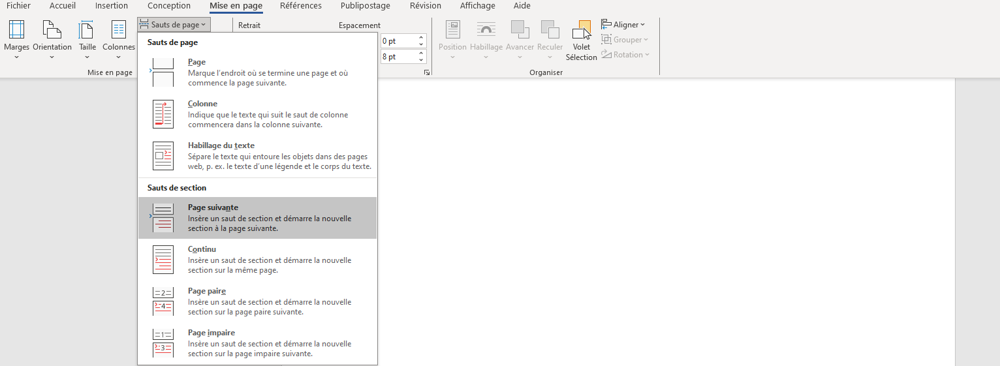 Fichier Accueil Insertion Conception Mise en page Références Publipostage Révision Affichage Aide
Sauts de page Retrait Espacement
Marges Orientation Taille Colonnes
0 pt
8 pt
Position Habillage Avancer Reculer Volet Sélection
Aligner
Grouper
Rotation
Mise en page
Organiser
Sauts de page
Page
Marque l'endroit où se termine une page et où
commence la page suivante.
Colonne
Indique que le texte qui suit le saut de colonne
commencera dans la colonne suivante.
Habillage du texte
Sépare le texte qui entoure les objets dans des pages
web, p. ex. le texte d'une légende et le corps du texte.
Sauts de section
Page suivante
Insère un saut de section et démarre la nouvelle
section à la page suivante.
Continu
Insère un saut de section et démarre la nouvelle
section sur la même page.
=2=
=4=
Page paire
Insère un saut de section et démarre la nouvelle
section sur la page paire suivante.
=1=
=3=
Page impaire
Insère un saut de section et démarre la nouvelle
section sur la page impaire suivante.